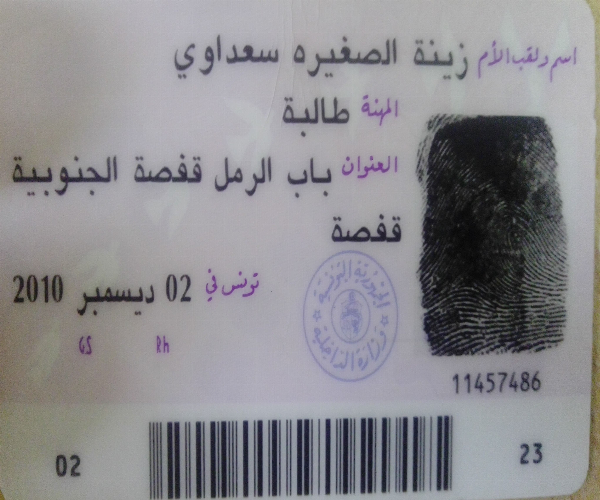 اسم ولقب الأم زينة الصغيره سعداوي
المهنة طالبة
العنوان باب الرمل قفصة الجنوبية
قفصة
تونس في 02 ديسمبر 2010
GS Rh
الجمهورية التونسية
وزارة الداخلية
11457486
02 23